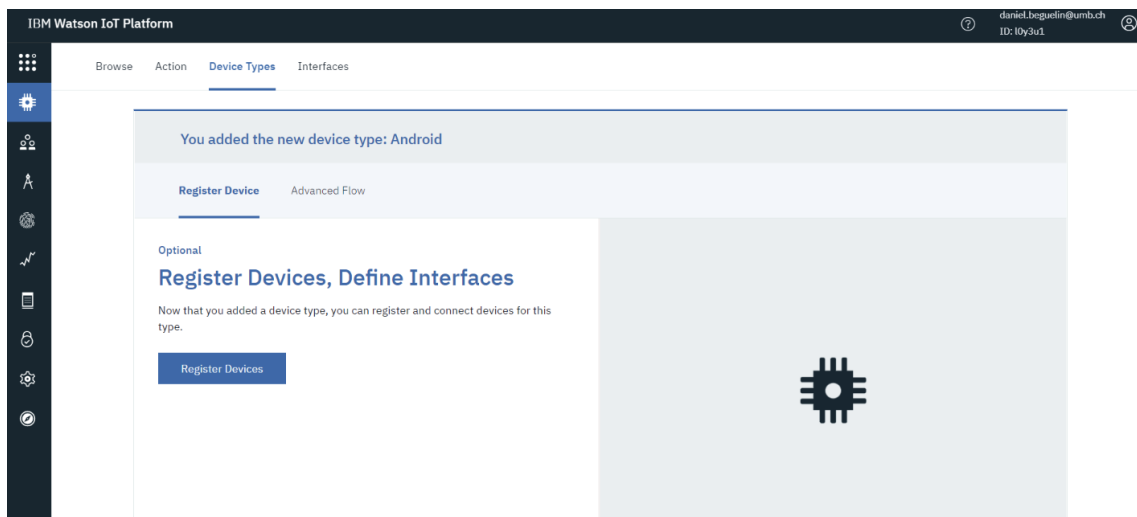 IBM Watson IoT Platform
daniel.beguelin@umb.ch
ID: l0y3u1
Browse Action Device Types Interfaces
You added the new device type: Android
Register Device Advanced Flow
Optional
Register Devices, Define Interfaces
Now that you added a device type, you can register and connect devices for this
type.
Register Devices